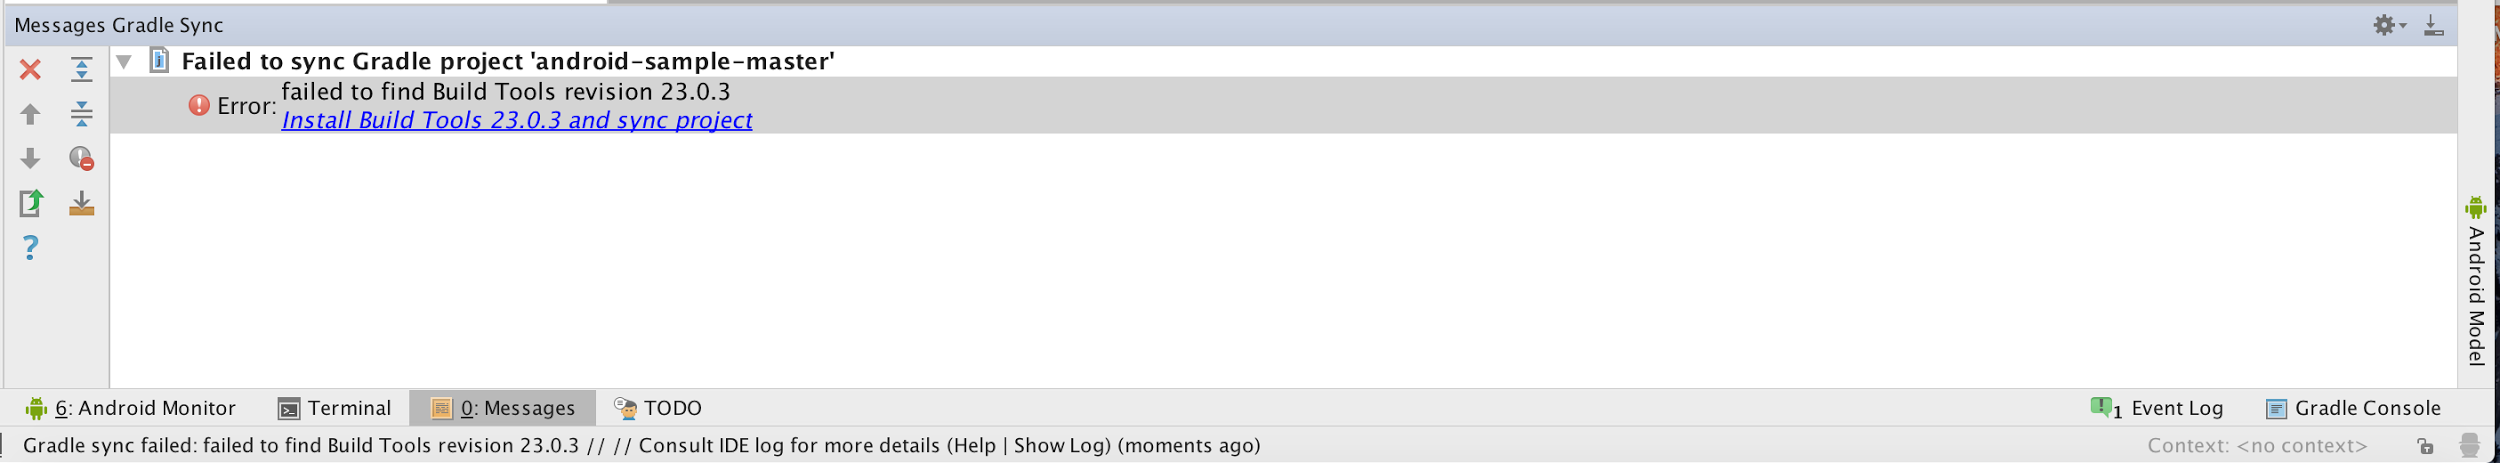 Messages Gradle Sync
Failed to sync Gradle project 'android-sample-master'
Error: failed to find Build Tools revision 23.0.3
Install Build Tools 23.0.3 and sync project
Android Model
6: Android Monitor Terminal 0: Messages TODO 1 Event Log Gradle Console
Gradle sync failed: failed to find Build Tools revision 23.0.3 // // Consult IDE log for more details (Help | Show Log) (moments ago) Context: <no context>